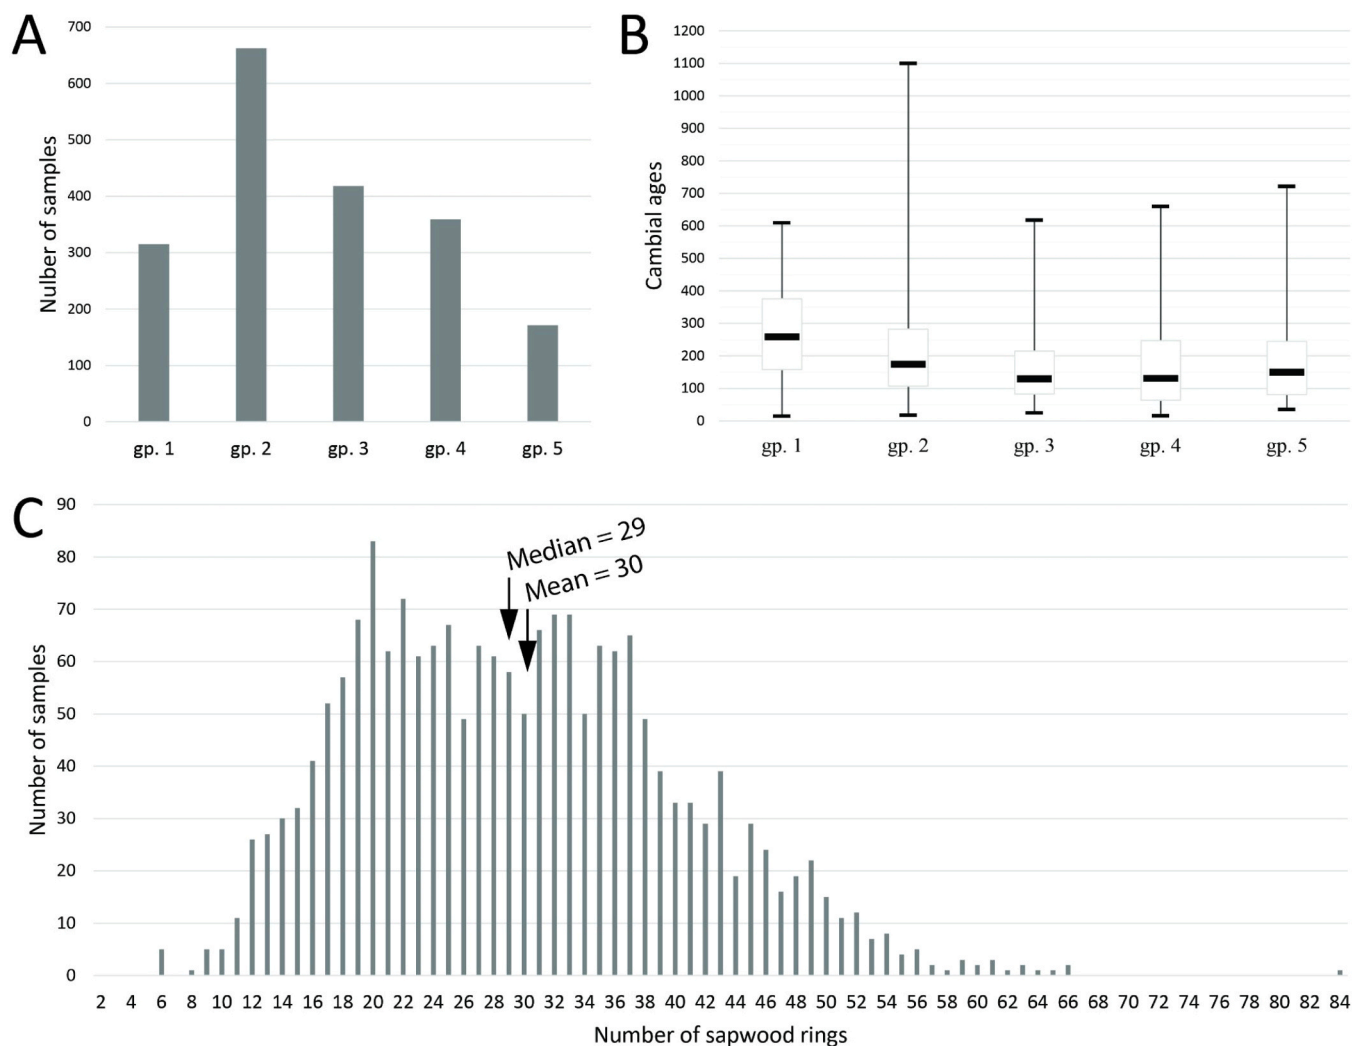 A
Nulber of samples
700
600
500
400
300
200
100
0
gp. 1 gp. 2 gp. 3 gp. 4 gp. 5
B
Cambial ages
1200
1100
1000
900
800
700
600
500
400
300
200
100
0
gp. 1 gp. 2 gp. 3 gp. 4 gp. 5
C
Number of samples
90
80
70
60
50
40
30
20
10
0
Median = 29
Mean = 30
2 4 6 8 10 12 14 16 18 20 22 24 26 28 30 32 34 36 38 40 42 44 46 48 50 52 54 56 58 60 62 64 66 68 70 72 74 76 78 80 82 84
Number of sapwood rings